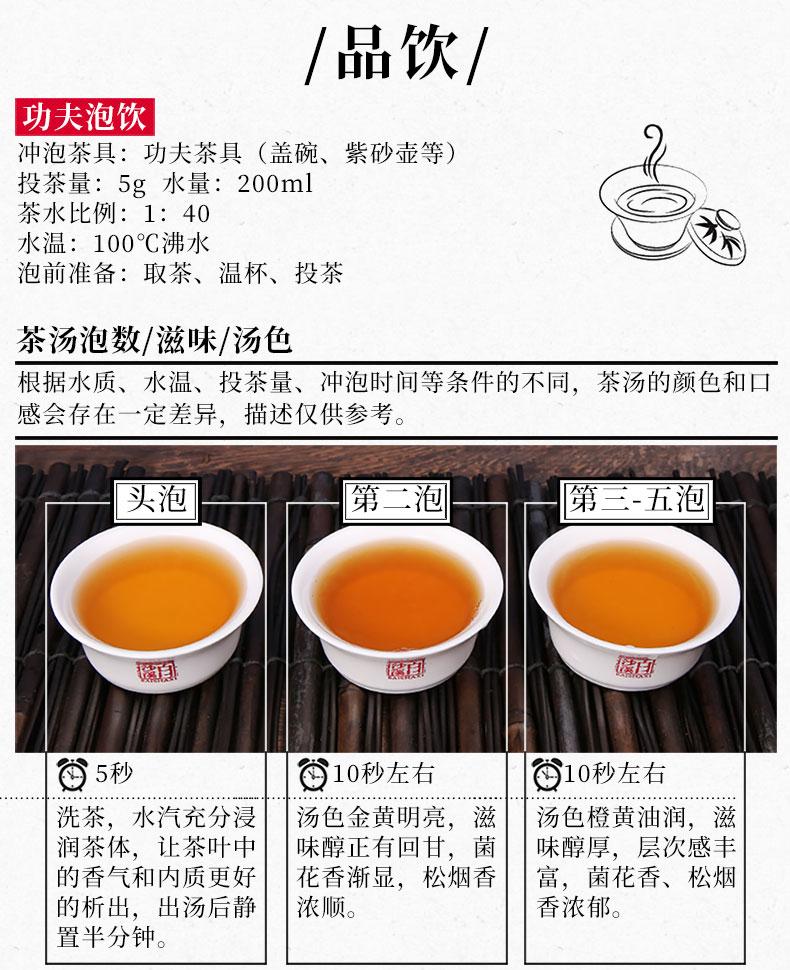 /品饮/
功夫泡饮
冲泡茶具：功夫茶具（盖碗、紫砂壶等）
投茶量：5g 水量：200ml
茶水比例：1：40
水温：100℃沸水
泡前准备：取茶、温杯、投茶
茶汤泡数/滋味/汤色
根据水质、水温、投茶量、冲泡时间等条件的不同，茶汤的颜色和口
感会存在一定差异，描述仅供参考。
头泡
5秒
洗茶，水汽充分浸
润茶体，让茶叶中
的香气和内质更好
的析出，出汤后静
置半分钟。
第二泡
10秒左右
汤色金黄明亮，滋
味醇正有回甘，菌
花香渐显，松烟香
浓顺。
第三-五泡
10秒左右
汤色橙黄油润，滋
味醇厚，层次感丰
富，菌花香、松烟
香浓郁。